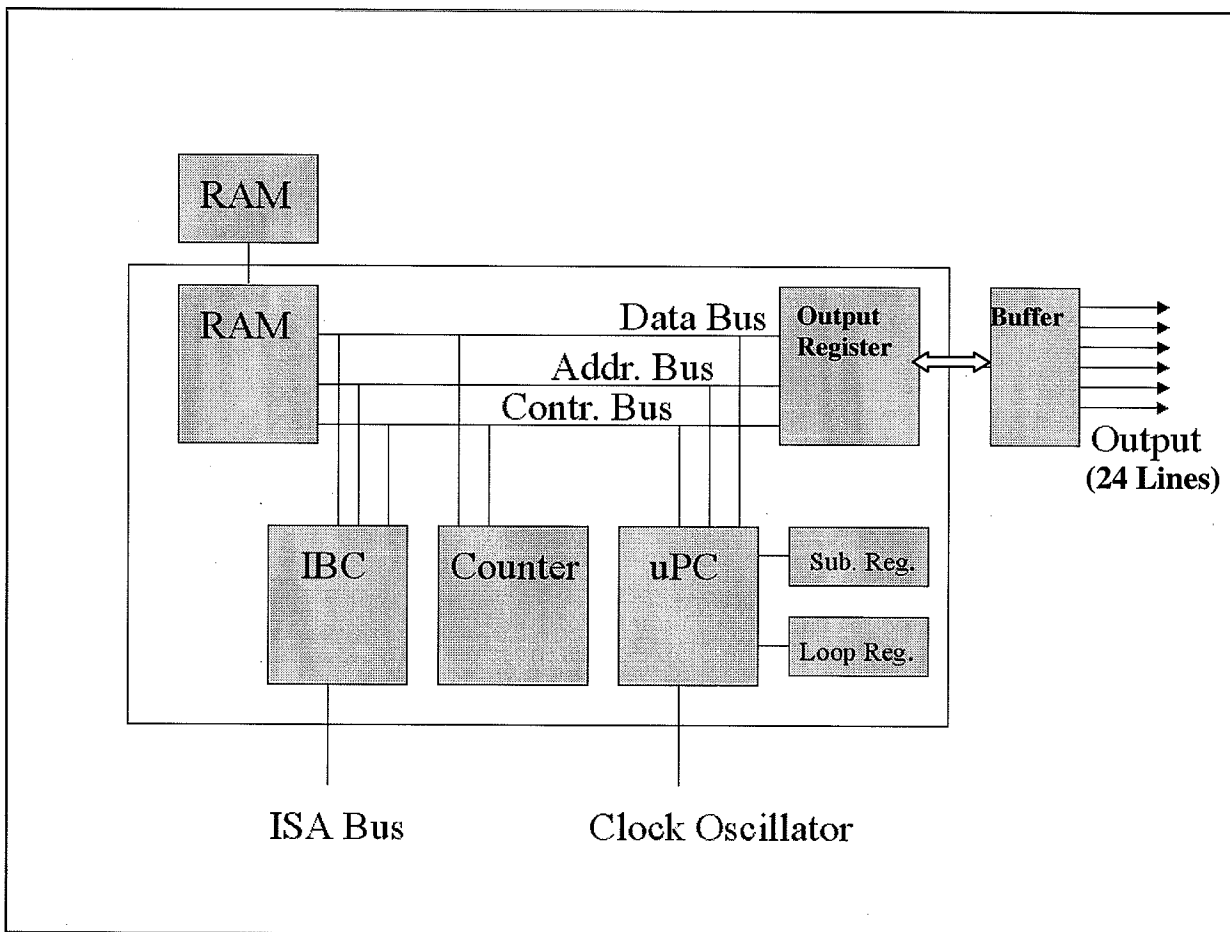 RAM
RAM
Data Bus
Addr. Bus
Contr. Bus
Output
Register
Buffer
Output
(24 Lines)
IBC
Counter
uPC
Sub. Reg.
Loop Reg.
ISA Bus
Clock Oscillator